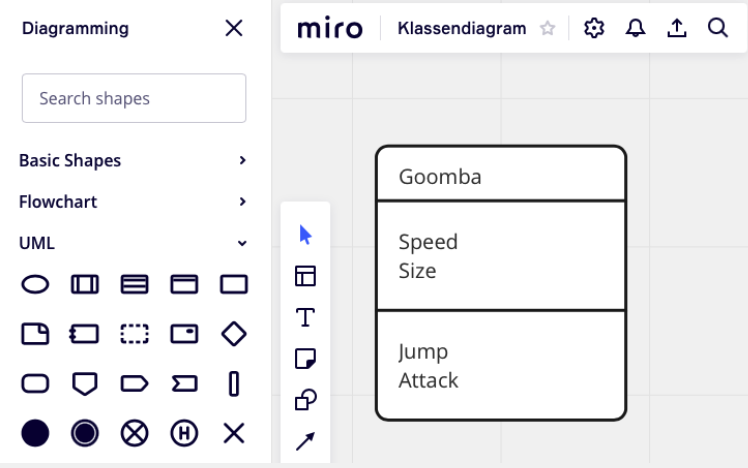 Diagramming
miro
Klassendiagram
Search shapes
Basic Shapes
Flowchart
UML
H
T
Goomba
Speed
Size
Jump
Attack